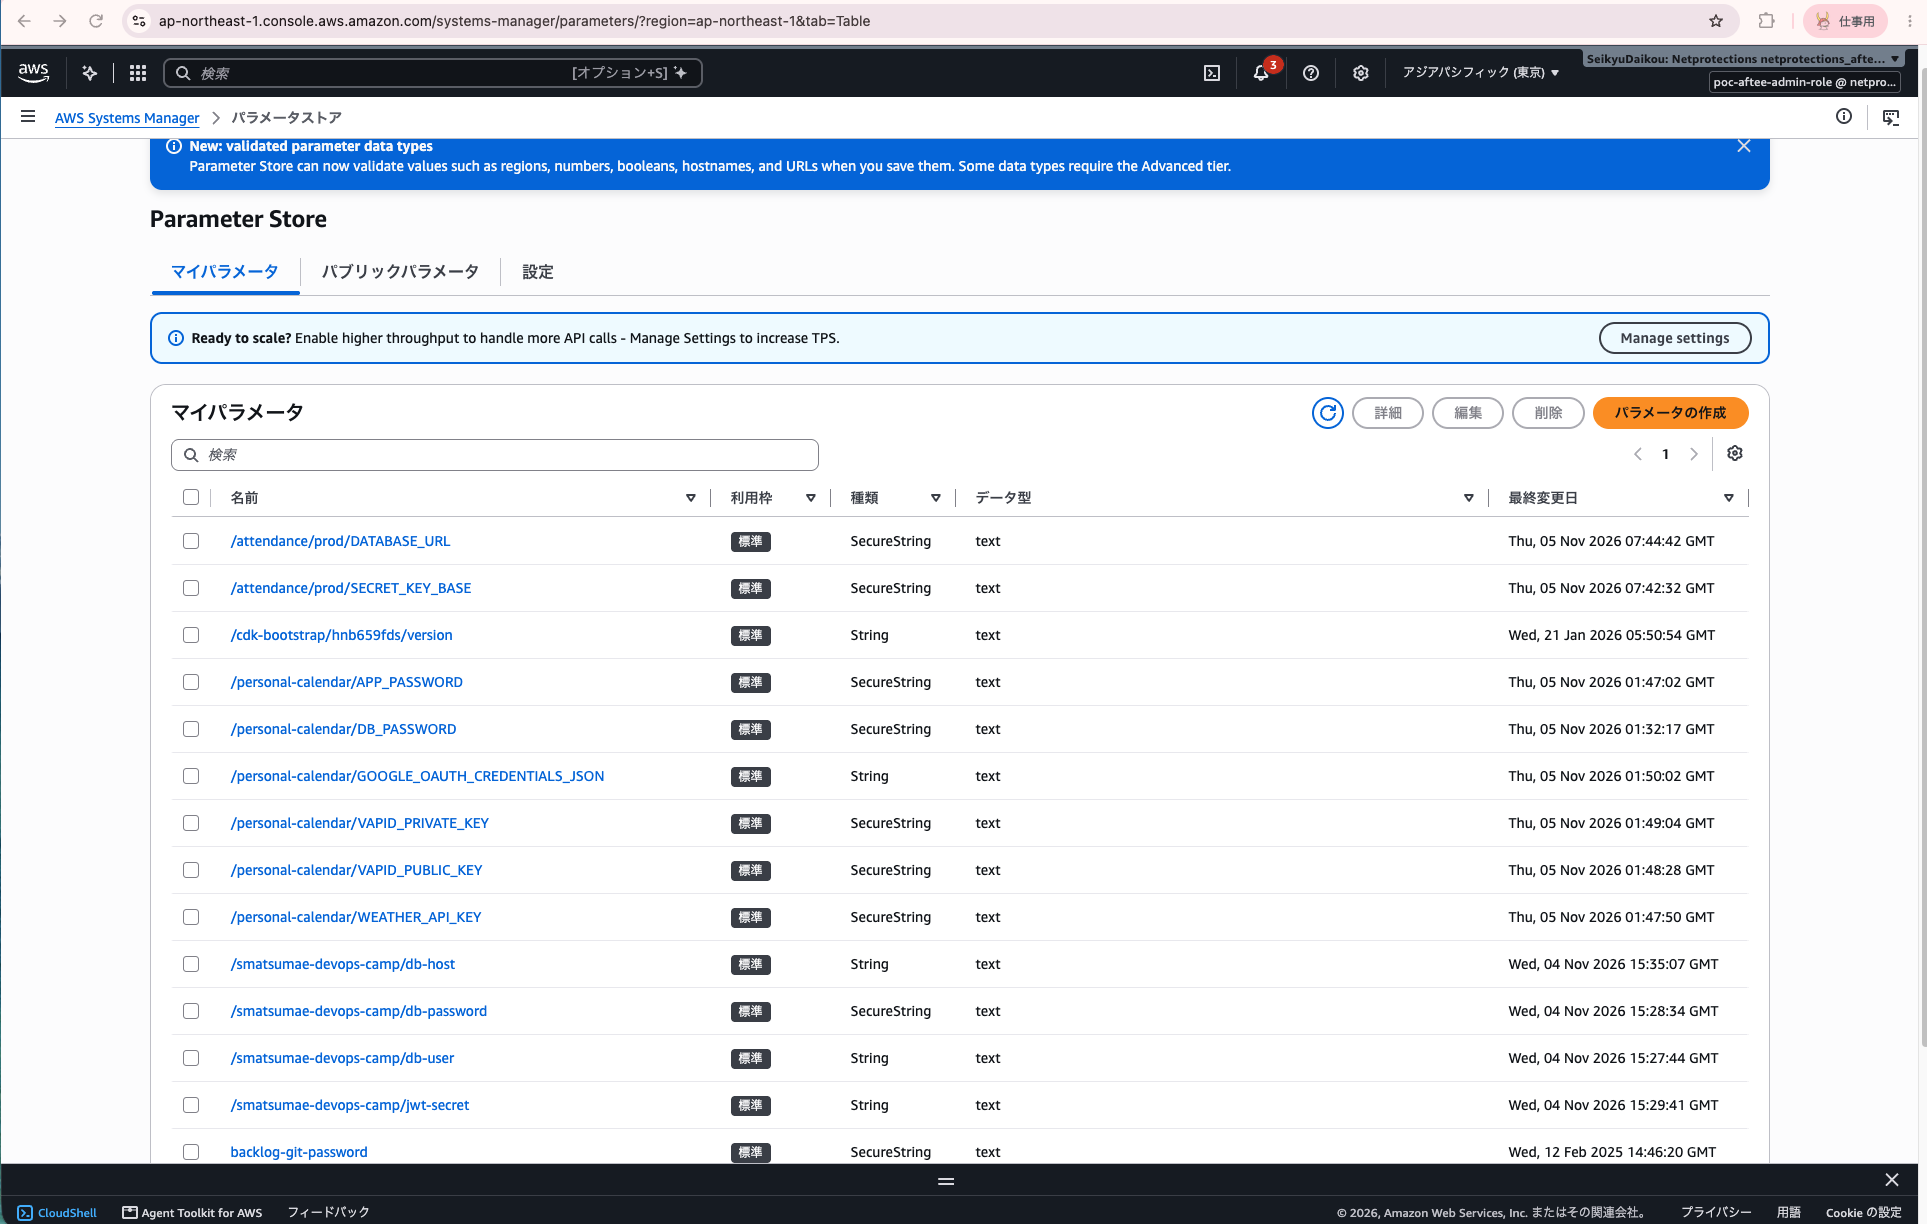 ap-northeast-1.console.aws.amazon.com/systems-manager/parameters/?region=ap-northeast-1&tab=Table
仕事用
aws
検索
[オプション+S]
3
アジアパシフィック (東京)
SeikyuDaikou: Netprotections netprotections_afte...
poc-aftee-admin-role @ netpro...
AWS Systems Manager
パラメータストア
New: validated parameter data types
Parameter Store can now validate values such as regions, numbers, booleans, hostnames, and URLs when you save them. Some data types require the Advanced tier.
Parameter Store
マイパラメータ
パブリックパラメータ
設定
Ready to scale? Enable higher throughput to handle more API calls - Manage Settings to increase TPS.
Manage settings
マイパラメータ
詳細
編集
削除
パラメータの作成
検索
1
名前 利用枠 種類 データ型 最終変更日
/attendance/prod/DATABASE_URL 標準 SecureString text Thu, 05 Nov 2026 07:44:42 GMT
/attendance/prod/SECRET_KEY_BASE 標準 SecureString text Thu, 05 Nov 2026 07:42:32 GMT
/cdk-bootstrap/hnb659fds/version 標準 String text Wed, 21 Jan 2026 05:50:54 GMT
/personal-calendar/APP_PASSWORD 標準 SecureString text Thu, 05 Nov 2026 01:47:02 GMT
/personal-calendar/DB_PASSWORD 標準 SecureString text Thu, 05 Nov 2026 01:32:17 GMT
/personal-calendar/GOOGLE_OAUTH_CREDENTIALS_JSON 標準 String text Thu, 05 Nov 2026 01:50:02 GMT
/personal-calendar/VAPID_PRIVATE_KEY 標準 SecureString text Thu, 05 Nov 2026 01:49:04 GMT
/personal-calendar/VAPID_PUBLIC_KEY 標準 SecureString text Thu, 05 Nov 2026 01:48:28 GMT
/personal-calendar/WEATHER_API_KEY 標準 SecureString text Thu, 05 Nov 2026 01:47:50 GMT
/smatsumae-devops-camp/db-host 標準 String text Wed, 04 Nov 2026 15:35:07 GMT
/smatsumae-devops-camp/db-password 標準 SecureString text Wed, 04 Nov 2026 15:28:34 GMT
/smatsumae-devops-camp/db-user 標準 String text Wed, 04 Nov 2026 15:27:44 GMT
/smatsumae-devops-camp/jwt-secret 標準 String text Wed, 04 Nov 2026 15:29:41 GMT
backlog-git-password 標準 SecureString text Wed, 12 Feb 2025 14:46:20 GMT
CloudShell
Agent Toolkit for AWS
フィードバック
© 2026, Amazon Web Services, Inc. またはその関連会社。
プライバシー
用語
Cookie の設定